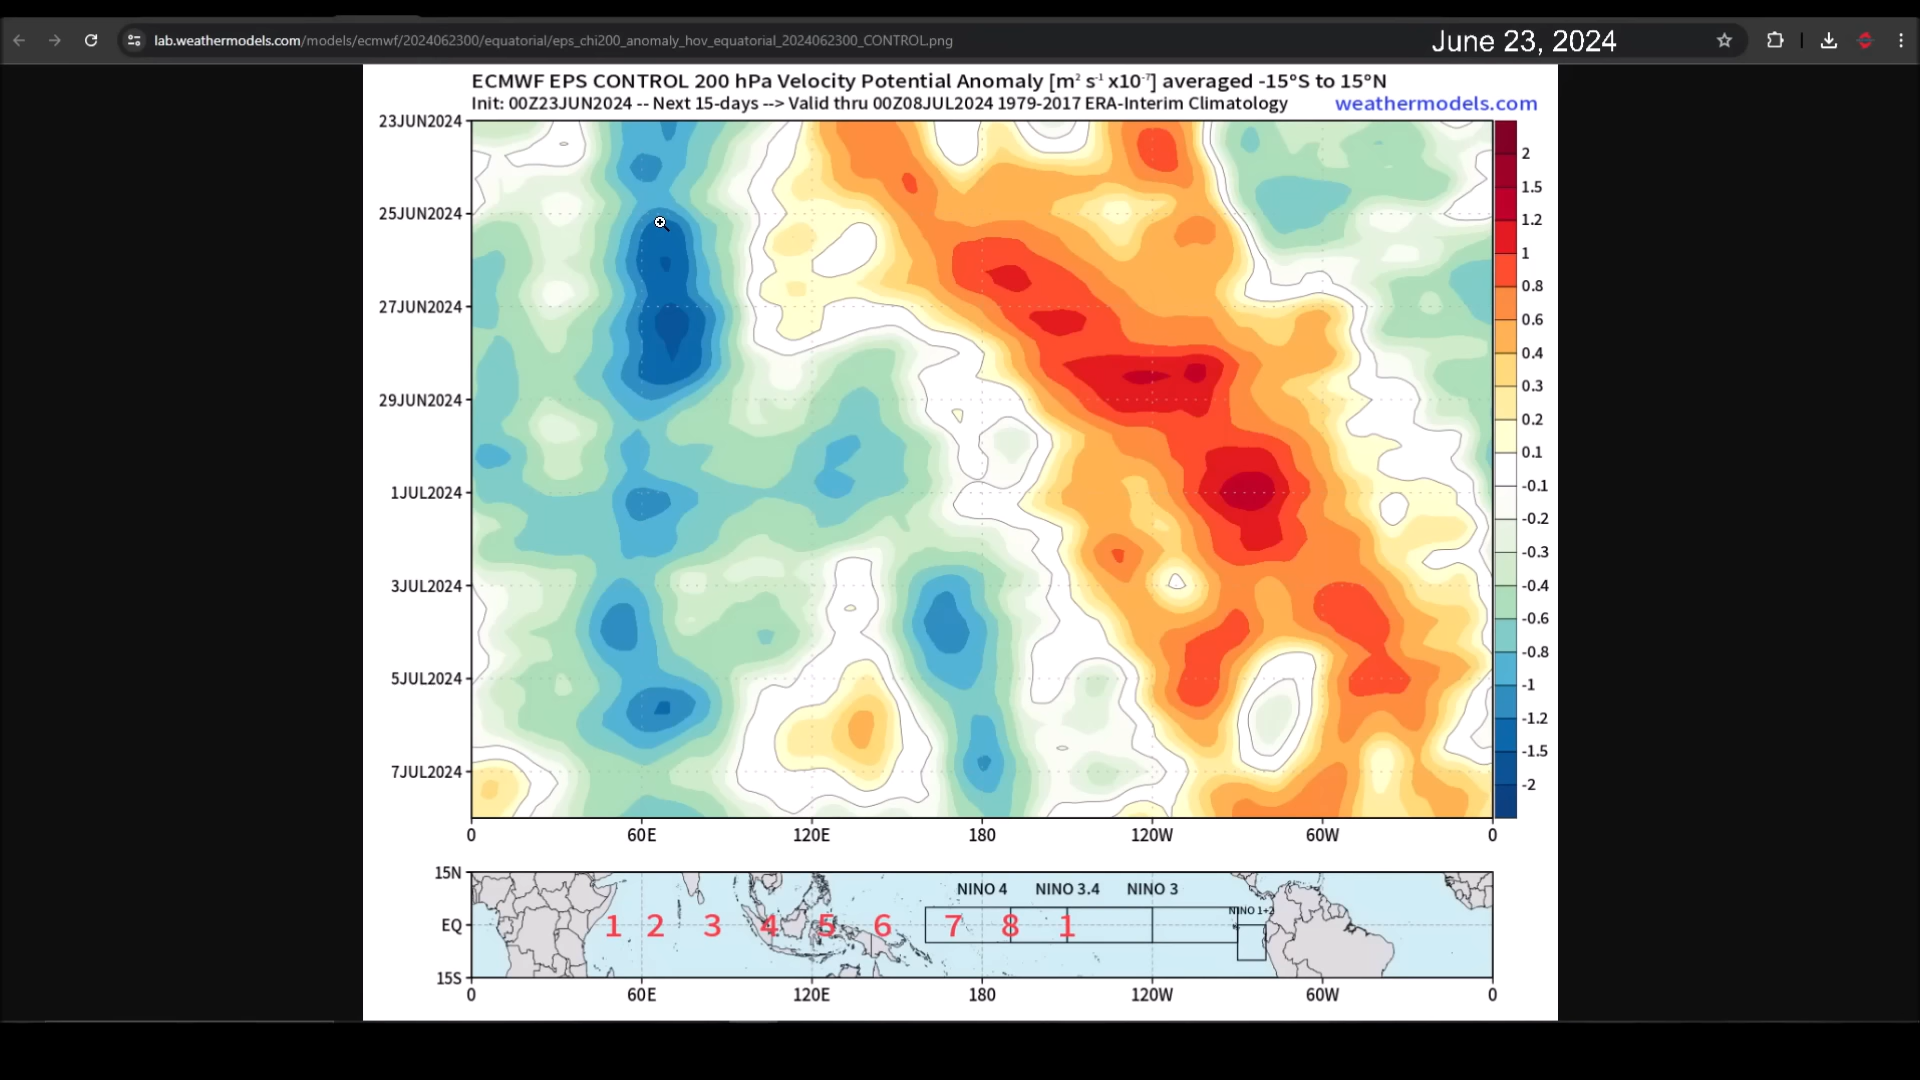 lab.weathermodels.com/models/ecmwf/2024062300/equatorial/eps_chi200_anomaly_hov_equatorial_2024062300_CONTROL.png
June 23, 2024
ECMWF EPS CONTROL 200 hPa Velocity Potential Anomaly [m² s⁻¹ x10⁻⁷] averaged -15°S to 15°N
Init: 00Z23JUN2024 -- Next 15-days --> Valid thru 00Z08JUL2024 1979-2017 ERA-Interim Climatology
weathermodels.com
23JUN2024
25JUN2024
27JUN2024
29JUN2024
1JUL2024
3JUL2024
5JUL2024
7JUL2024
2
1.5
1.2
1
0.8
0.6
0.4
0.3
0.2
0.1
-0.1
-0.2
-0.3
-0.4
-0.6
-0.8
-1
-1.2
-1.5
-2
0 60E 120E 180 120W 60W 0
15N
EQ
15S
NINO 4 NINO 3.4 NINO 3
NINO 1+2
1 2 3 4 5 6 7 8 1
0 60E 120E 180 120W 60W 0